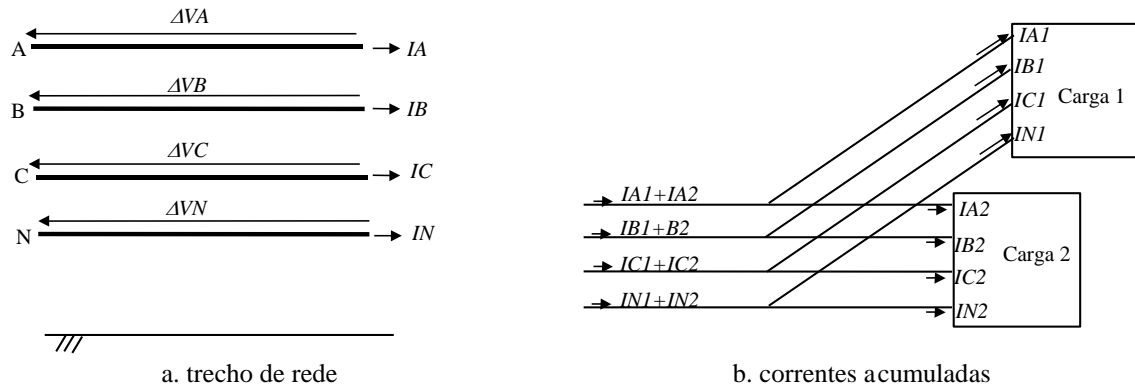 ΔVA
A
IA
ΔVB
B
IB
ΔVC
C
IC
ΔVN
N
IN
a. trecho de rede
IA1
IB1
IC1
IN1
Carga 1
IA1+IA2
IB1+B2
IC1+IC2
IN1+IN2
IA2
IB2
IC2
IN2
Carga 2
b. correntes acumuladas